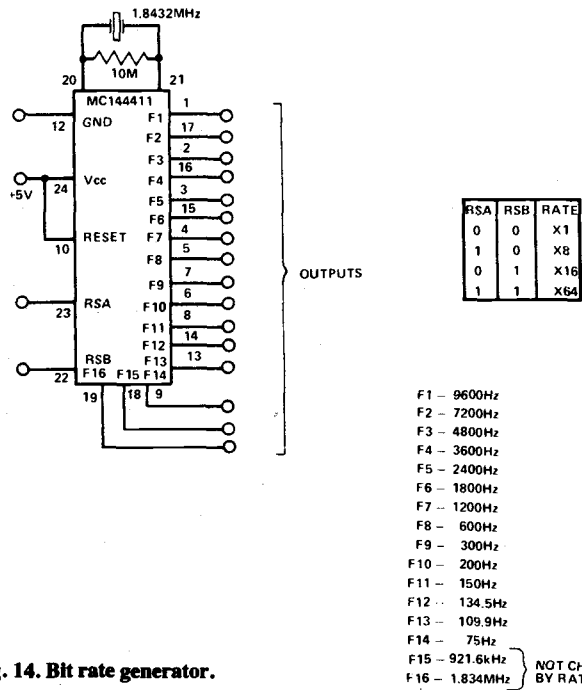 1.8432MHz
10M
20
21
MC144411
12
GND
24
Vcc
+5V
10
RESET
23
RSA
22
RSB
F1
1
F2
17
F3
2
F4
16
F5
3
F6
15
F7
4
F8
5
F9
7
F10
6
F11
8
F12
14
F13
13
F16 F15 F14
19
18
9
OUTPUTS
RSA RSB RATE
0 0 X1
1 0 X8
0 1 X16
1 1 X64
F1 – 9600Hz
F2 – 7200Hz
F3 – 4800Hz
F4 – 3600Hz
F5 – 2400Hz
F6 – 1800Hz
F7 – 1200Hz
F8 – 600Hz
F9 – 300Hz
F10 – 200Hz
F11 – 150Hz
F12 – 134.5Hz
F13 – 109.9Hz
F14 – 75Hz
F15 – 921.6kHz
F16 – 1.834MHz
NOT CH
BY RAT
. 14. Bit rate generator.